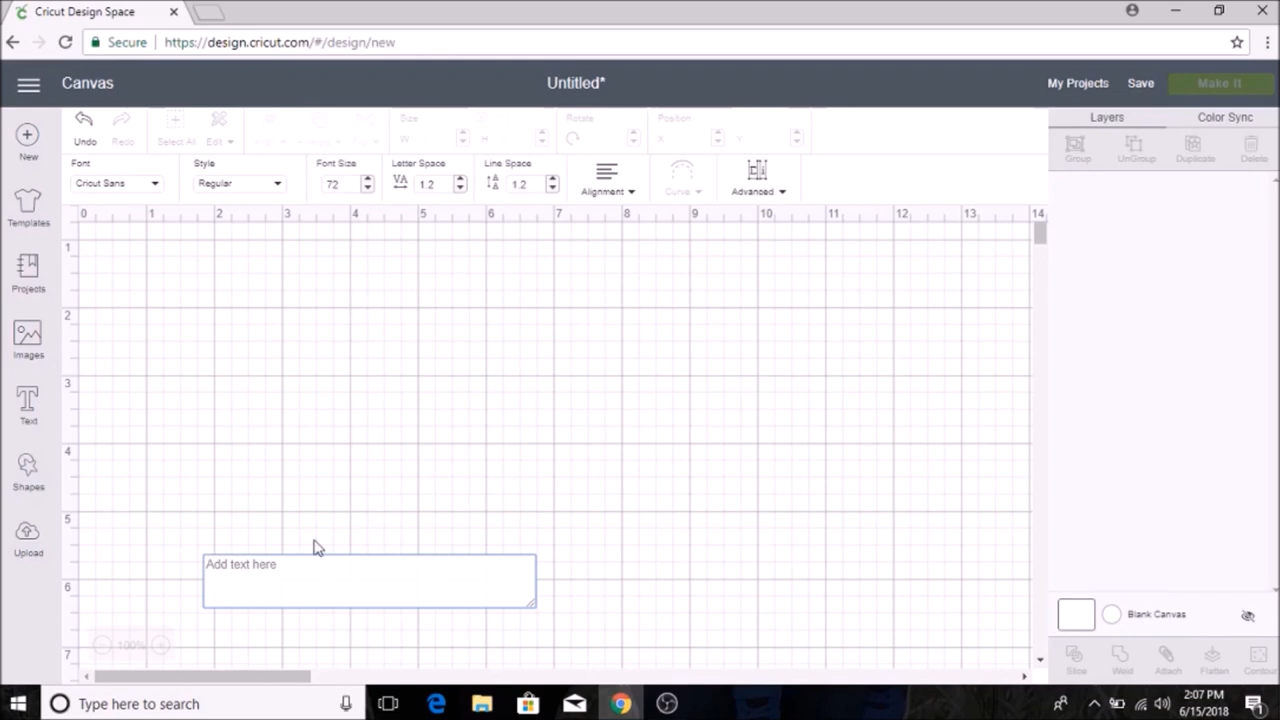 Cricut Design Space
Secure https://design.cricut.com/#/design/new
Canvas Untitled* My Projects Save Make It
Undo Redo Select All Edit Size W H Rotate Position X Y
Layers Color Sync
New
Group UnGroup Duplicate Delete
Font Style Font Size Letter Space Line Space
Cricut Sans Regular 72 VA 1.2 1.2 Alignment Curve Advanced
0 1 2 3 4 5 6 7 8 9 10 11 12 13 14
Templates
1
Projects
2
Images
3
Text
4
Shapes
5
Upload
Add text here
6
Blank Canvas
100%
7
Slice Weld Attach Flatten Contour
Type here to search
2:07 PM
6/15/2018
1